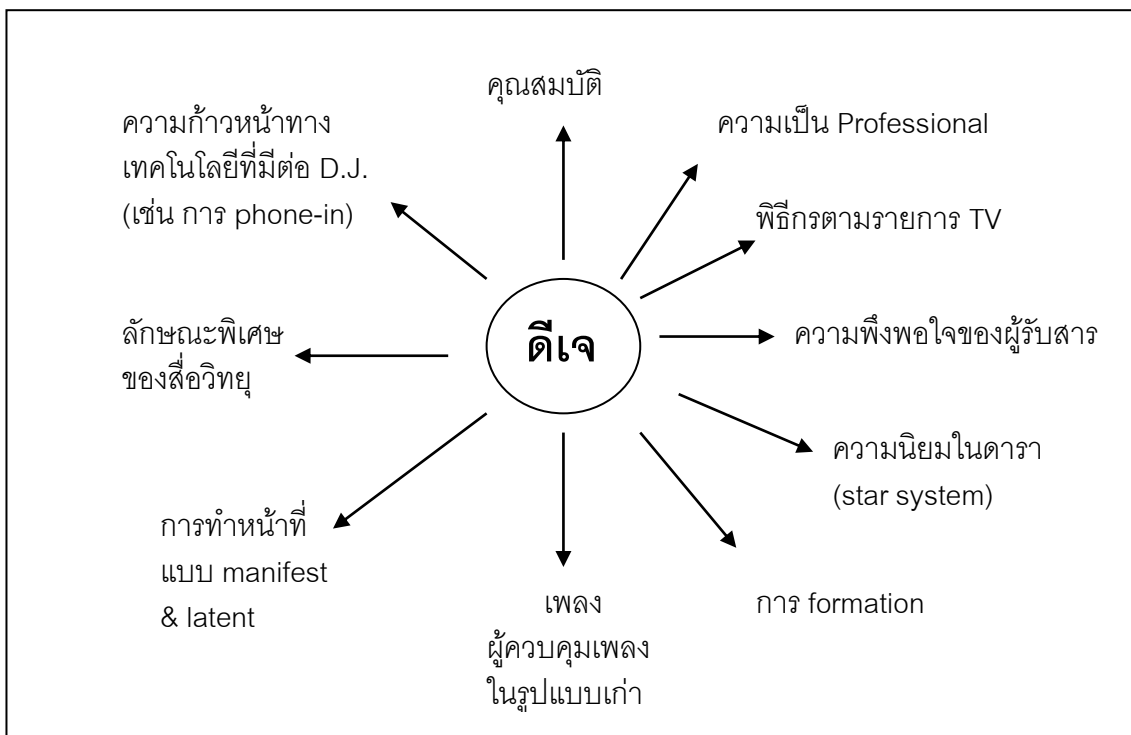 คุณสมบัติ
ความก้าวหน้าทาง
เทคโนโลยีที่มีต่อ D.J.
(เช่น การ phone-in)
ความเป็น Professional
พิธีกรตามรายการ TV
ดีเจ
ลักษณะพิเศษ
ของสื่อวิทยุ
ความพึงพอใจของผู้รับสาร
ความนิยมในดารา
(star system)
การทำหน้าที่
แบบ manifest
& latent
เพลง
ผู้ควบคุมเพลง
ในรูปแบบเก่า
การ formation